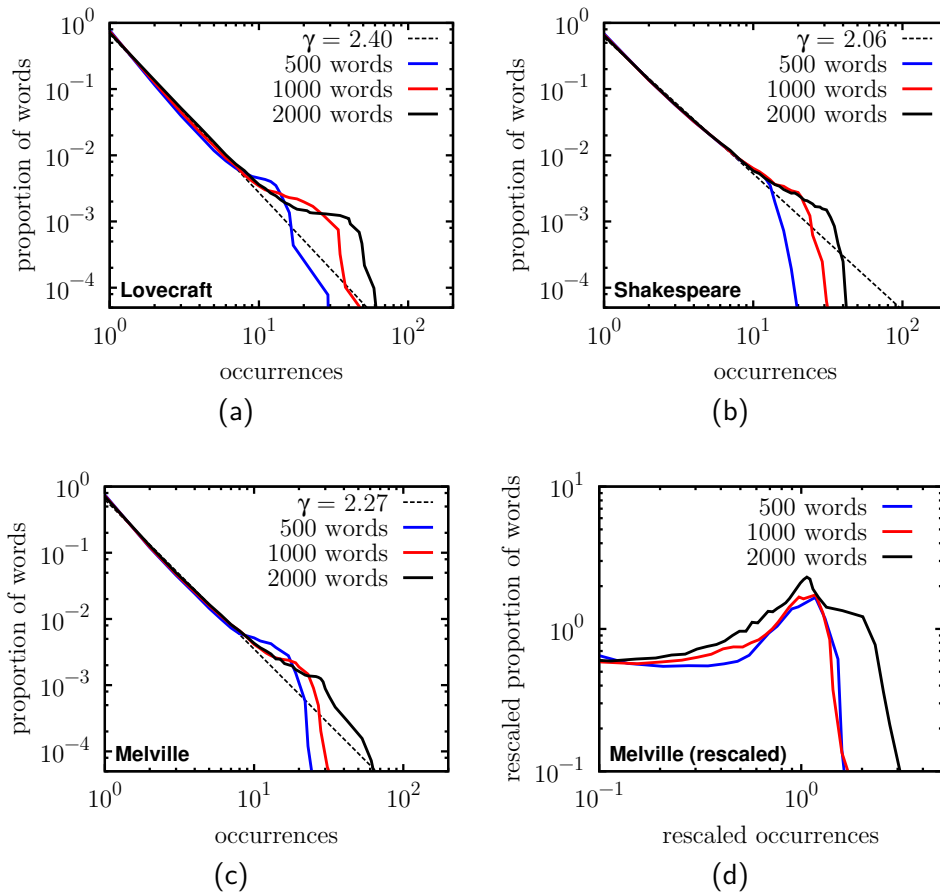 γ = 2.40
500 words
1000 words
2000 words
10^0
10^-1
10^-2
10^-3
10^-4
proportion of words
Lovecraft
10^0 10^1 10^2
occurrences
(a)
γ = 2.06
500 words
1000 words
2000 words
10^0
10^-1
10^-2
10^-3
10^-4
proportion of words
Shakespeare
10^0 10^1 10^2
occurrences
(b)
γ = 2.27
500 words
1000 words
2000 words
10^0
10^-1
10^-2
10^-3
10^-4
proportion of words
Melville
10^0 10^1 10^2
occurrences
(c)
500 words
1000 words
2000 words
10^1
10^0
10^-1
rescaled proportion of words
Melville (rescaled)
10^-1 10^0
rescaled occurrences
(d)